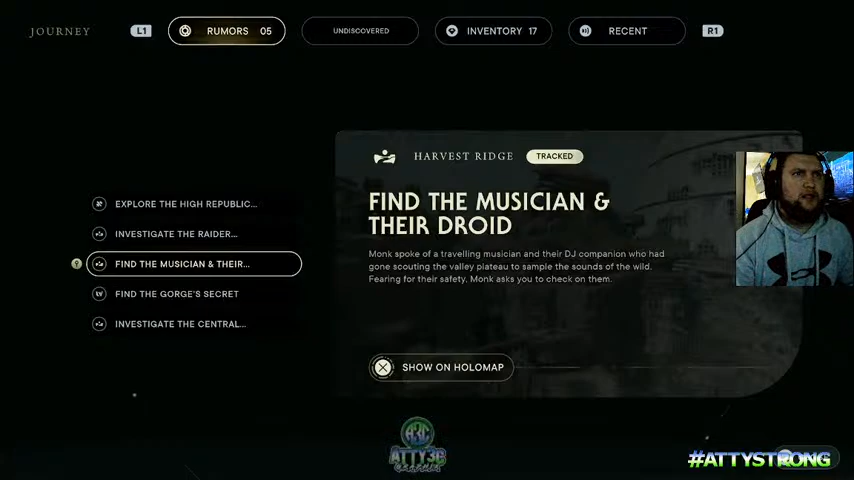 JOURNEY
L1
RUMORS 05
UNDISCOVERED
INVENTORY 17
RECENT
R1
EXPLORE THE HIGH REPUBLIC...
INVESTIGATE THE RAIDER...
FIND THE MUSICIAN & THEIR...
FIND THE GORGE'S SECRET
INVESTIGATE THE CENTRAL...
HARVEST RIDGE TRACKED
FIND THE MUSICIAN &
THEIR DROID
Monk spoke of a travelling musician and their DJ companion who had
gone scouting the valley plateau to sample the sounds of the wild.
Fearing for their safety, Monk asks you to check on them.
SHOW ON HOLOMAP
A3C
ATTY3C
#ATTYSTRONG